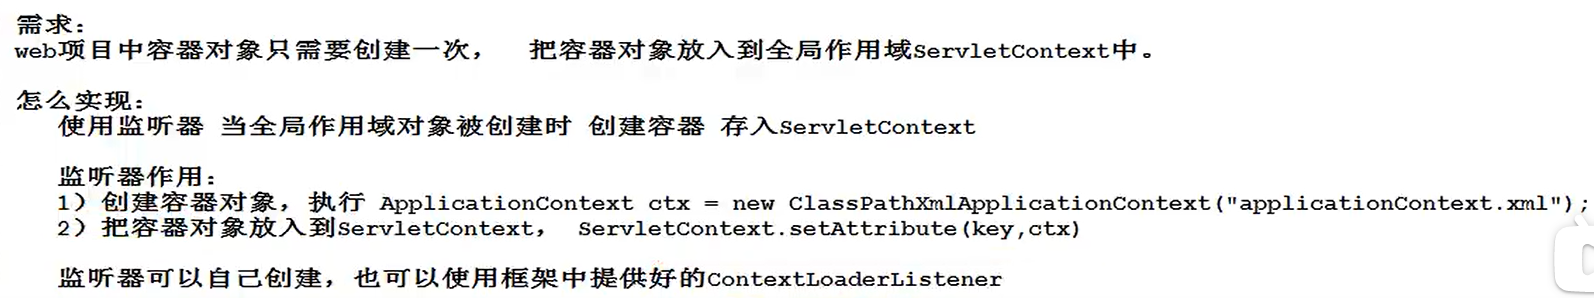 需求：
web项目中容器对象只需要创建一次， 把容器对象放入到全局作用域ServletContext中。
怎么实现：
使用监听器 当全局作用域对象被创建时 创建容器 存入ServletContext
监听器作用：
1）创建容器对象，执行 ApplicationContext ctx = new ClassPathXmlApplicationContext("applicationContext.xml");
2）把容器对象放入到ServletContext， ServletContext.setAttribute(key,ctx)
监听器可以自己创建，也可以使用框架中提供好的ContextLoaderListener